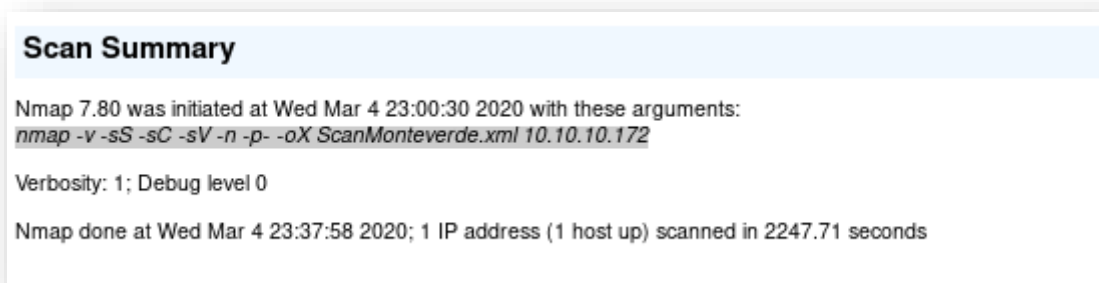 Scan Summary
Nmap 7.80 was initiated at Wed Mar 4 23:00:30 2020 with these arguments:
nmap -v -sS -sC -sV -n -p- -oX ScanMonteverde.xml 10.10.10.172
Verbosity: 1; Debug level 0
Nmap done at Wed Mar 4 23:37:58 2020; 1 IP address (1 host up) scanned in 2247.71 seconds